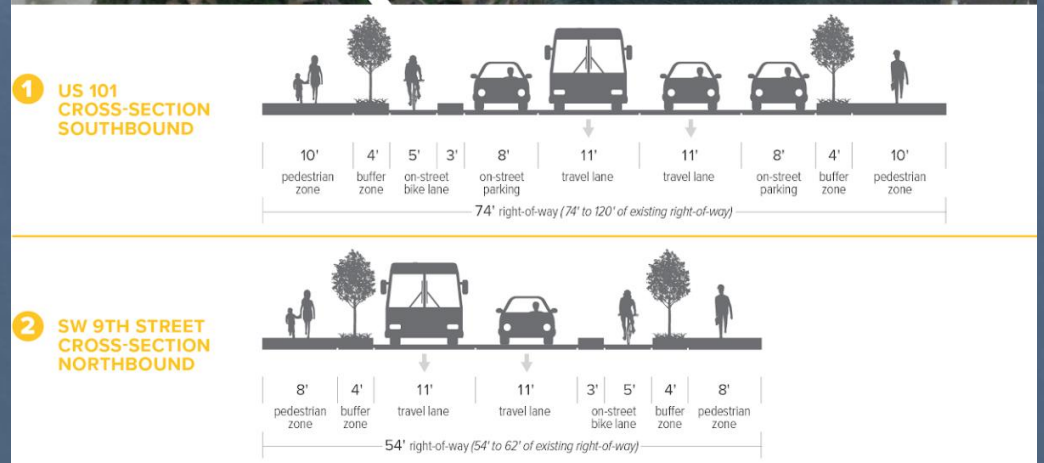 1
US 101
CROSS-SECTION
SOUTHBOUND
10' 4' 5' 3' 8' 11' 11' 8' 4' 10'
pedestrian zone
buffer zone
on-street bike lane
on-street parking
travel lane
travel lane
on-street parking
buffer zone
pedestrian zone
74' right-of-way (74' to 120' of existing right-of-way)
2
SW 9TH STREET
CROSS-SECTION
NORTHBOUND
8' 4' 11' 11' 3' 5' 4' 8'
pedestrian zone
buffer zone
travel lane
travel lane
on-street bike lane
buffer zone
pedestrian zone
54' right-of-way (54' to 62' of existing right-of-way)